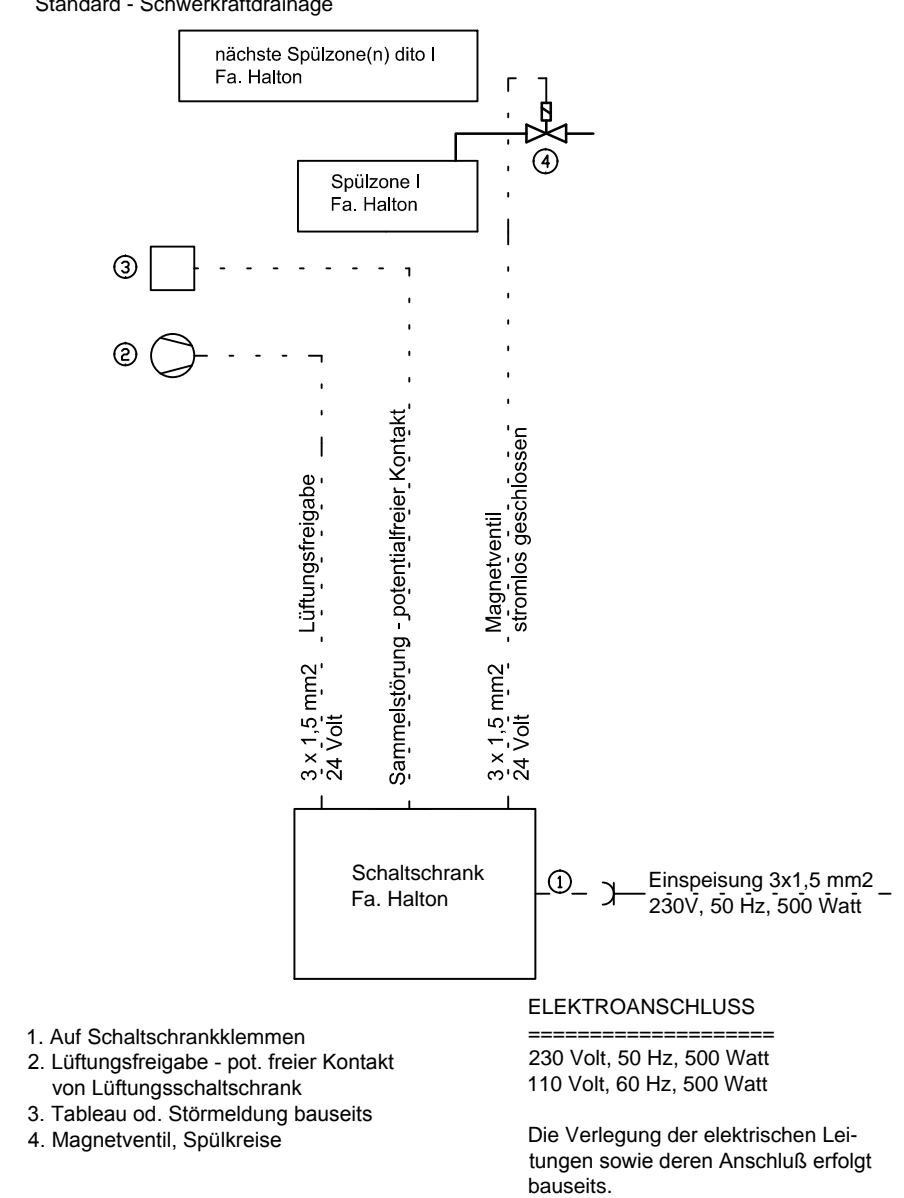 Standard - Schwerkraftdrainage
nächste Spülzone(n) dito I
Fa. Halton
4
Spülzone I
Fa. Halton
3
2
Lüftungsfreigabe
3 x 1,5 mm2
24 Volt
Sammelstörung - potentialfreier Kontakt
Magnetventil
stromlos geschlossen
3 x 1,5 mm2
24 Volt
Schaltschrank
Fa. Halton
1
Einspeisung 3x1,5 mm2
230V, 50 Hz, 500 Watt
1. Auf Schaltschrankklemmen
2. Lüftungsfreigabe - pot. freier Kontakt
von Lüftungsschaltschrank
3. Tableau od. Störmeldung bauseits
4. Magnetventil, Spülkreise
ELEKTROANSCHLUSS
====================
230 Volt, 50 Hz, 500 Watt
110 Volt, 60 Hz, 500 Watt
Die Verlegung der elektrischen Lei-
tungen sowie deren Anschluß erfolgt
bauseits.